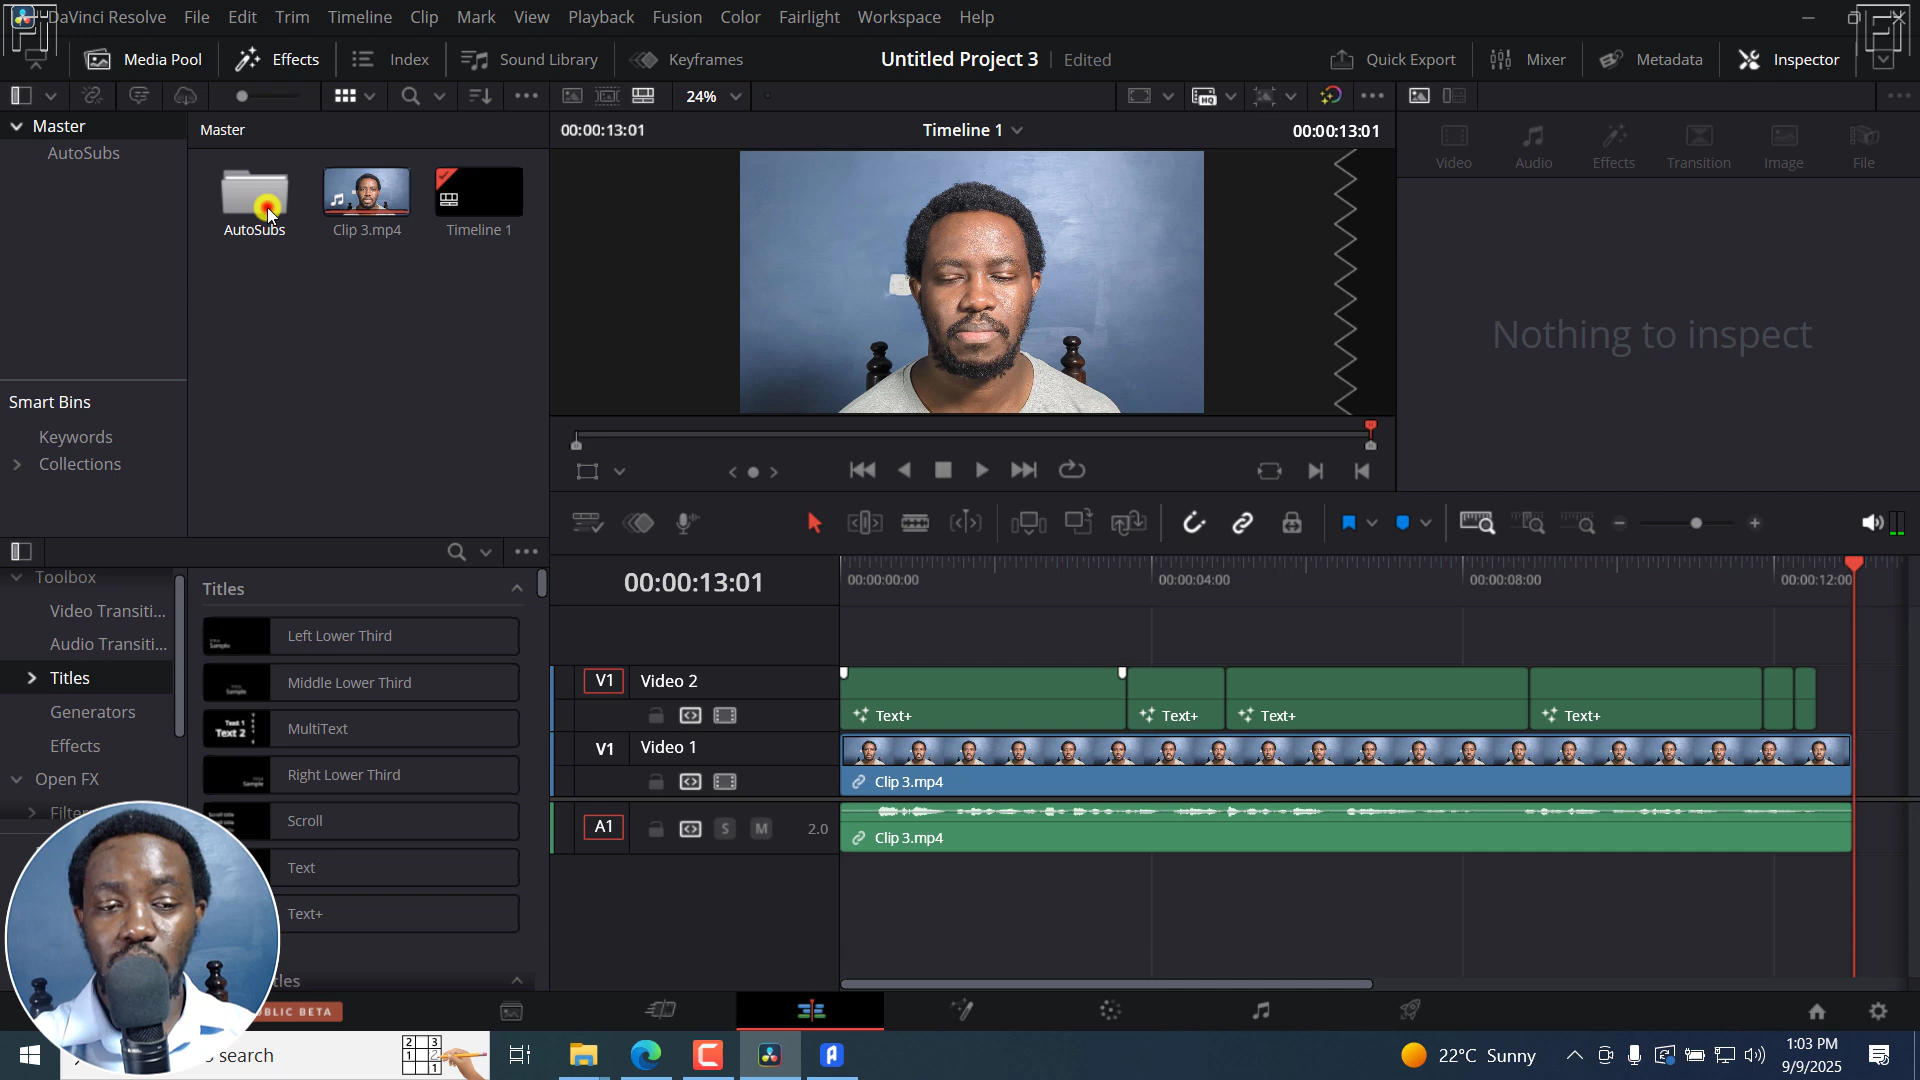 DaVinci Resolve File Edit Trim Timeline Clip Mark View Playback Fusion Color Fairlight Workspace Help
Media Pool Effects Index Sound Library Keyframes Untitled Project 3 Edited Quick Export Mixer Metadata Inspector
24%
Master Master 00:00:13:01 Timeline 1 00:00:13:01
AutoSubs
Video Audio Effects Transition Image File
AutoSubs Clip 3.mp4 Timeline 1
Nothing to inspect
Smart Bins
Keywords
Collections
Toolbox
Titles
Video Transiti...
Audio Transiti...
Titles
Generators
Effects
Open FX
Left Lower Third
Middle Lower Third
MultiText
Right Lower Third
Scroll
Text
Text+
00:00:13:01 00:00:00:00 00:00:04:00 00:00:08:00 00:00:12:00
V1 Video 2
Text+ Text+ Text+ Text+
V1 Video 1
Clip 3.mp4
A1 S M 2.0
Clip 3.mp4
search
22°C Sunny
1:03 PM
9/9/2025